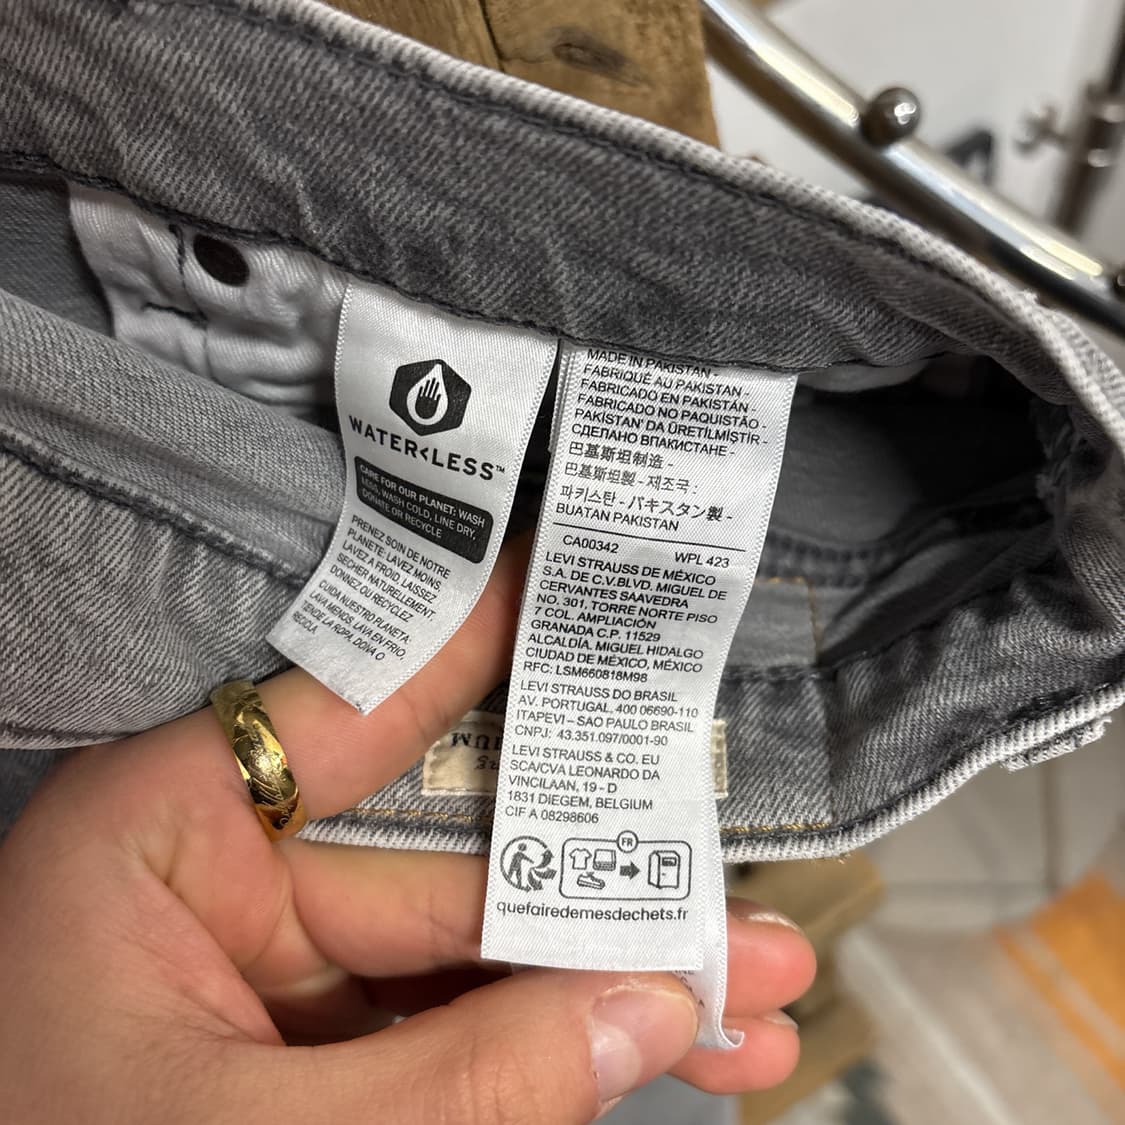 WATER<LESS™
CARE FOR OUR PLANET: WASH
LESS, WASH COLD, LINE DRY,
DONATE OR RECYCLE
PRENEZ SOIN DE NOTRE
PLANÈTE: LAVEZ MOINS,
LAVEZ A FROID, LAISSEZ
SECHER NATURELLEMENT,
DONNEZ OU RECYCLEZ
CUIDA NUESTRO PLANETA:
LAVA MENOS, LAVA EN FRIO,
TIENDE LA ROPA, DONA O
RECICLA
MADE IN PAKISTAN -
FABRIQUÉ AU PAKISTAN -
FABRICADO EN PAKISTÁN -
FABRICADO NO PAQUISTÃO -
PAKİSTAN'DA ÜRETİLMİŞTİR -
СДЕЛАНО ВПАКИСТАНЕ -
巴基斯坦制造 -
巴基斯坦製 - 제조국 :
파키스탄 - パキスタン製 -
BUATAN PAKISTAN
CA00342 WPL 423
LEVI STRAUSS DE MÉXICO
S.A. DE C.V.BLVD. MIGUEL DE
CERVANTES SAAVEDRA
NO. 301, TORRE NORTE PISO
7 COL. AMPLIACIÓN
GRANADA C.P. 11529
ALCALDÍA. MIGUEL HIDALGO
CIUDAD DE MÉXICO, MÉXICO
RFC: LSM660818M98
LEVI STRAUSS DO BRASIL
AV. PORTUGAL. 400 06690-110
ITAPEVI – SAO PAULO BRASIL
CNPJ: 43.351.097/0001-90
LEVI STRAUSS & CO. EU
SCA/CVA LEONARDO DA
VINCILAAN, 19 - D
1831 DIEGEM, BELGIUM
CIF A 08298606
FR
quefairedemesdechets.fr